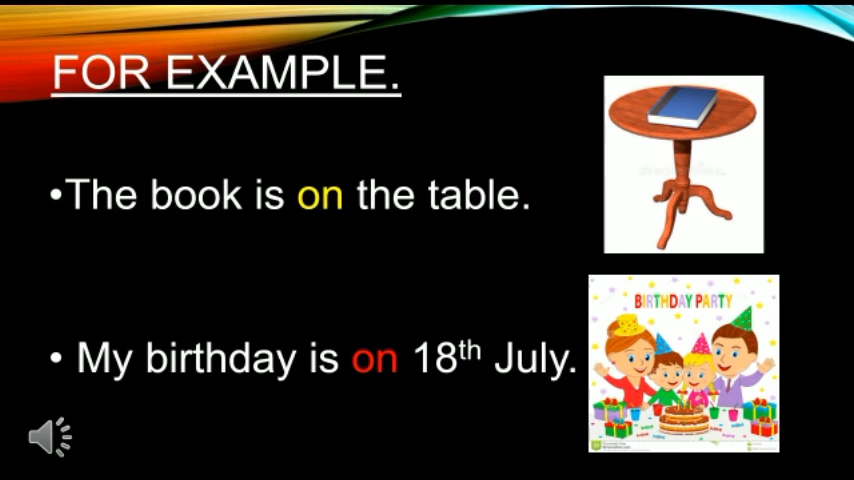 FOR EXAMPLE.
•The book is on the table.
BIRTHDAY PARTY
• My birthday is on 18th July.